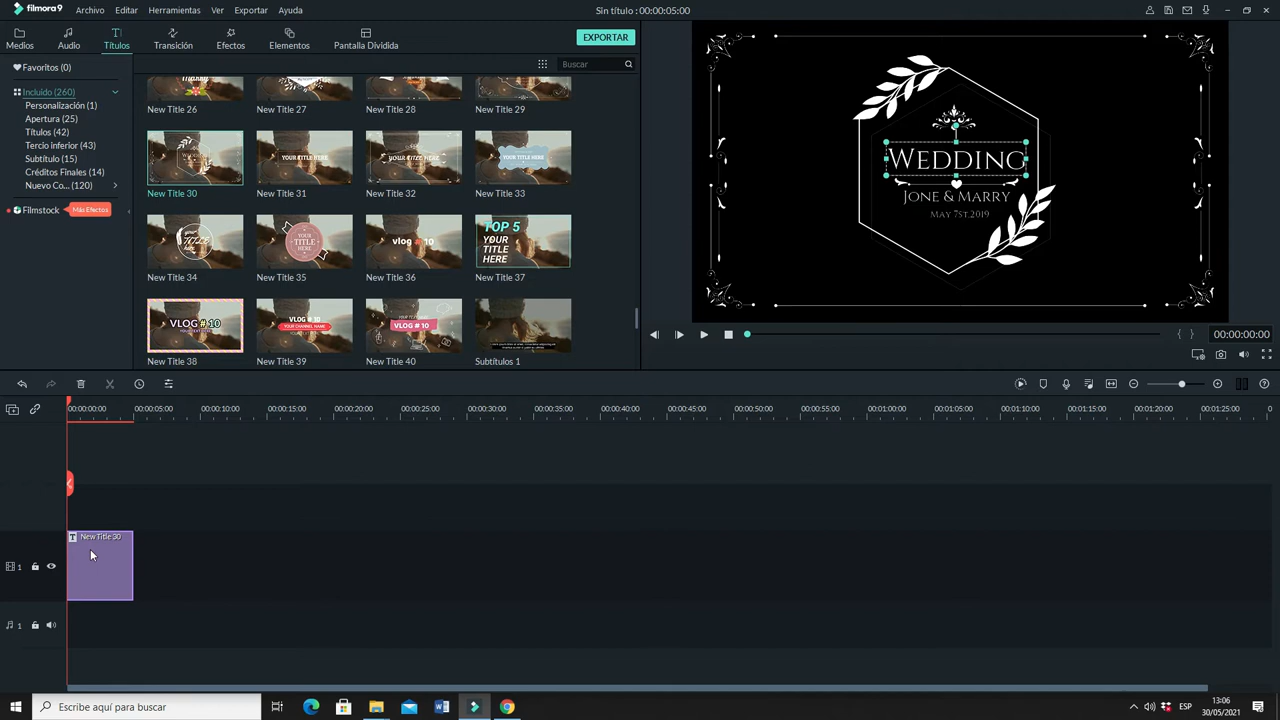 filmora9
Archivo Editar Herramientas Ver Exportar Ayuda
Sin título: 00:00:05:00
Medios Audio Títulos Transición Efectos Elementos Pantalla Dividida
EXPORTAR
Favoritos (0)
Buscar
Incluido (260)
Personalización (1)
Apertura (25)
Títulos (42)
Tercio Inferior (43)
Subtítulo (15)
Créditos Finales (14)
Nuevo Co... (120)
Filmstock Más Efectos
New Title 26 New Title 27 New Title 28 New Title 29
YOUR TITLE HERE
New Title 30 New Title 31 New Title 32 New Title 33
your TITLE here
YOUR TITLE HERE
vlog # 10
TOP 5
YOUR
TITLE
HERE
New Title 34 New Title 35 New Title 36 New Title 37
VLOG # 10
VLOG # 10
YOUR CHANNEL NAME
VLOG # 10
New Title 38 New Title 39 New Title 40 Subtítulos 1
WEDDING
JONE & MARRY
MAY 7ST,2019
00:00:00:00
00:00:00:00 00:00:05:00 00:00:10:00 00:00:15:00 00:00:20:00 00:00:25:00 00:00:30:00 00:00:35:00 00:00:40:00 00:00:45:00 00:00:50:00 00:00:55:00 00:01:00:00 00:01:05:00 00:01:10:00 00:01:15:00 00:01:20:00 00:01:25:00 0
T New Title 30
1
1
Escribe aquí para buscar
ESP
13:06
30/05/2021